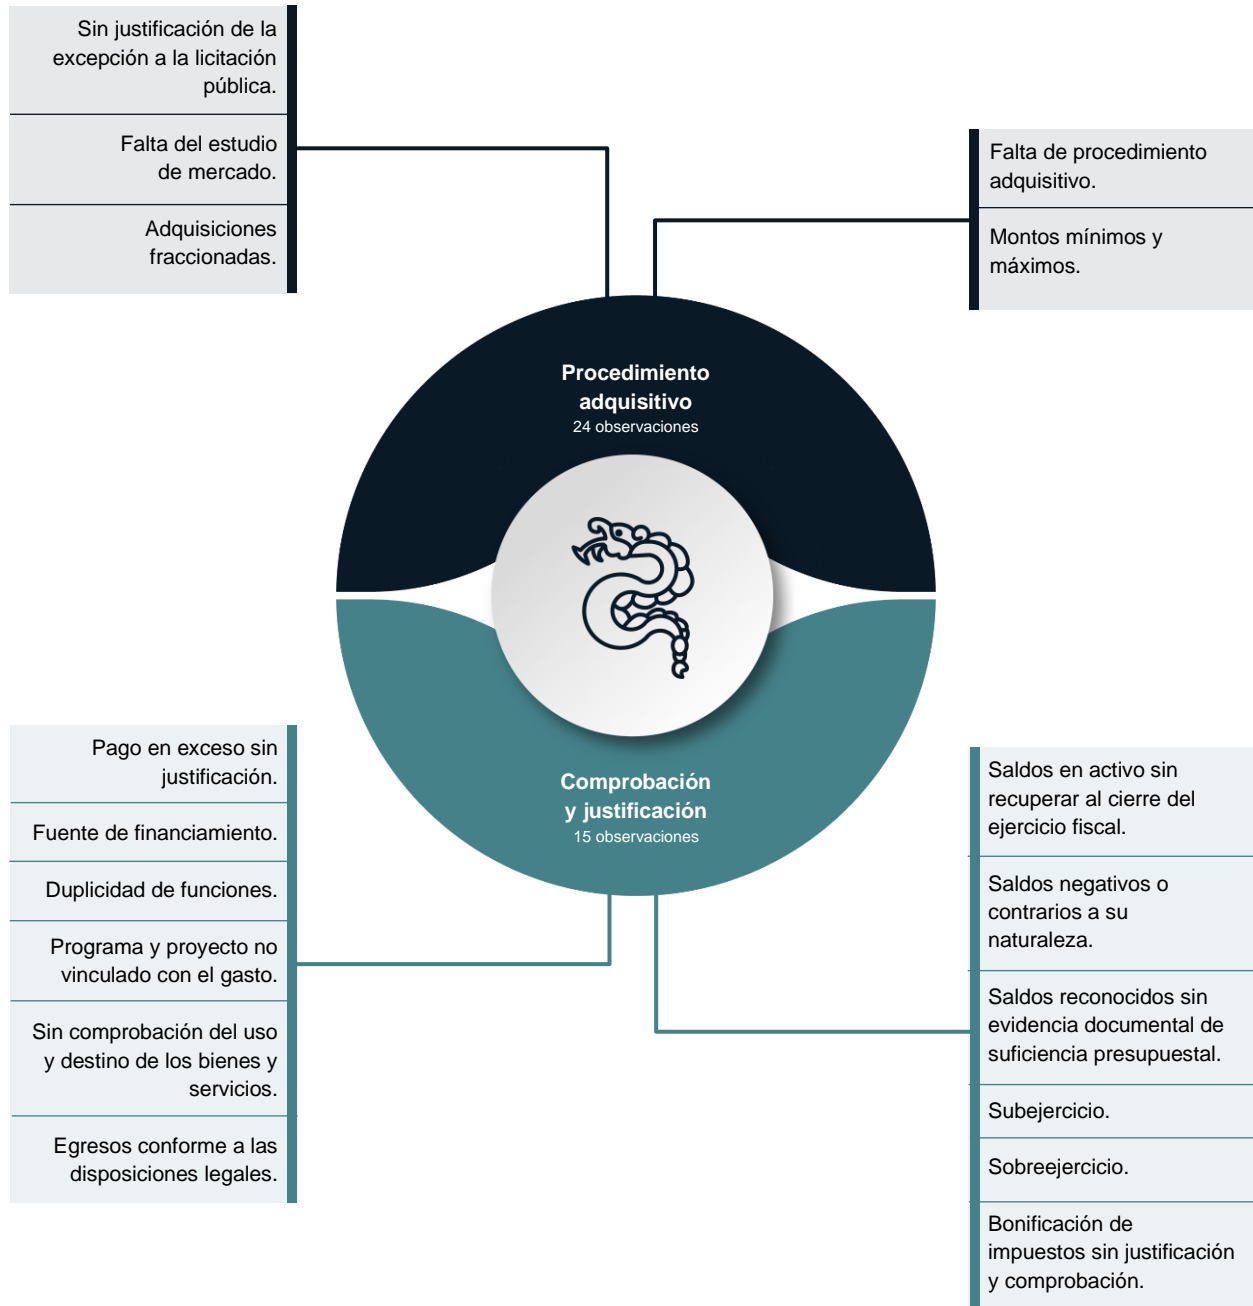 Sin justificación de la
excepción a la licitación
pública.
Falta del estudio
de mercado.
Adquisiciones
fraccionadas.
Falta de procedimiento
adquisitivo.
Montos mínimos y
máximos.
Procedimiento
adquisitivo
24 observaciones
Comprobación
y justificación
15 observaciones
Pago en exceso sin
justificación.
Fuente de financiamiento.
Duplicidad de funciones.
Programa y proyecto no
vinculado con el gasto.
Sin comprobación del uso
y destino de los bienes y
servicios.
Egresos conforme a las
disposiciones legales.
Saldos en activo sin
recuperar al cierre del
ejercicio fiscal.
Saldos negativos o
contrarios a su
naturaleza.
Saldos reconocidos sin
evidencia documental de
suficiencia presupuestal.
Subejercicio.
Sobreejercicio.
Bonificación de
impuestos sin justificación
y comprobación.